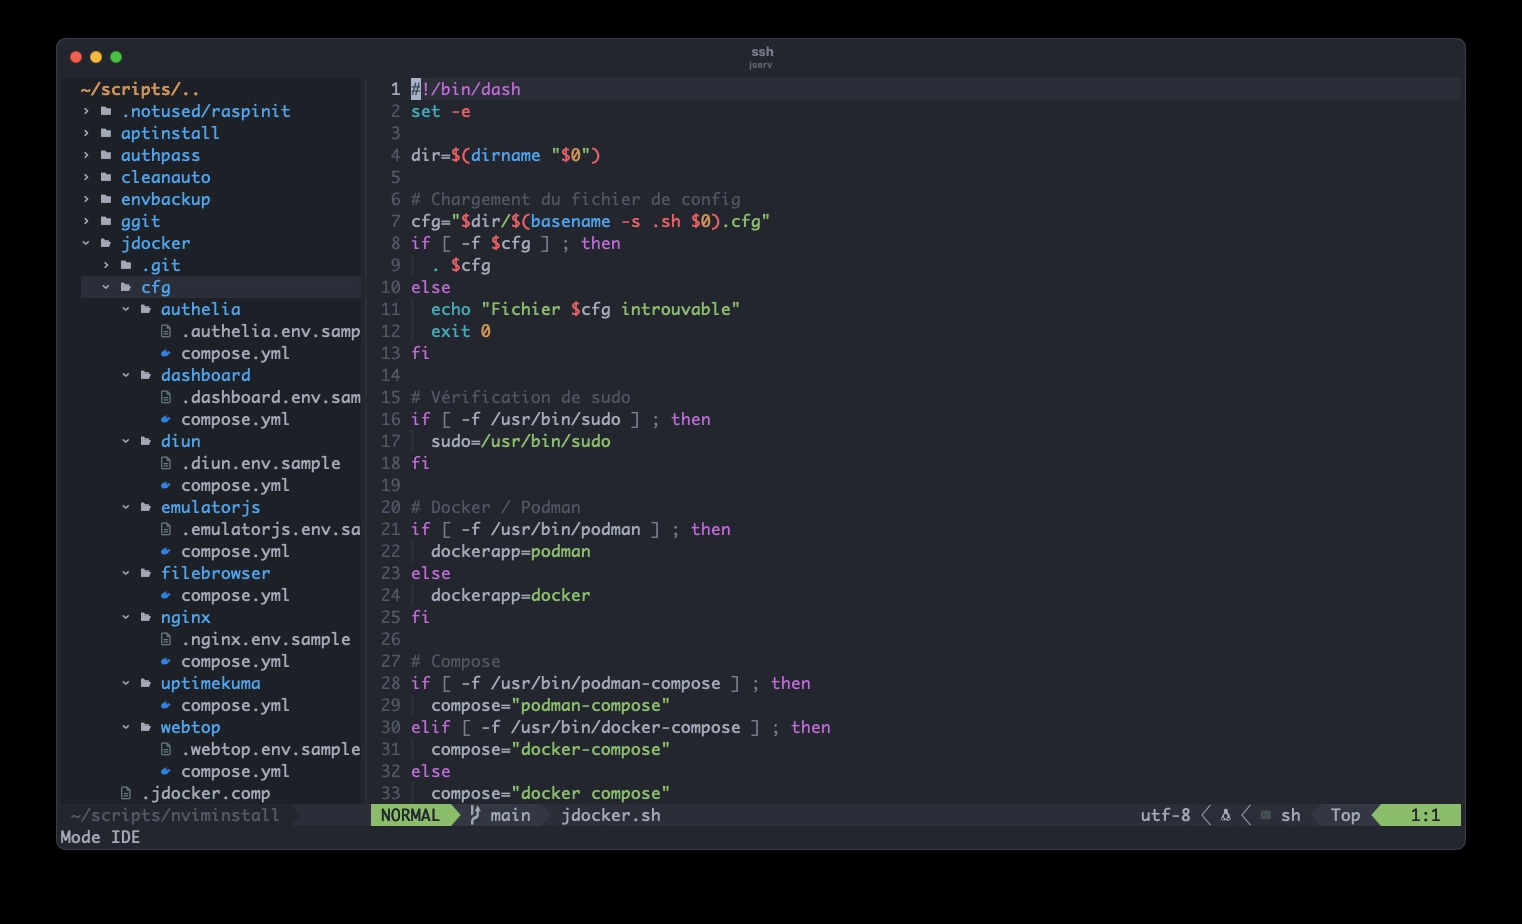 ssh
jserv
~/scripts/..
.notused/raspinit
aptinstall
authpass
cleanauto
envbackup
ggit
jdocker
.git
cfg
authelia
.authelia.env.samp
compose.yml
dashboard
.dashboard.env.sam
compose.yml
diun
.diun.env.sample
compose.yml
emulatorjs
.emulatorjs.env.sa
compose.yml
filebrowser
compose.yml
nginx
.nginx.env.sample
compose.yml
uptimekuma
compose.yml
webtop
.webtop.env.sample
compose.yml
.jdocker.comp
~/scripts/nviminstall
1 #!/bin/dash
2 set -e
3
4 dir=$(dirname "$0")
5
6 # Chargement du fichier de config
7 cfg="$dir/$(basename -s .sh $0).cfg"
8 if [ -f $cfg ] ; then
9   . $cfg
10 else
11   echo "Fichier $cfg introuvable"
12   exit 0
13 fi
14
15 # Vérification de sudo
16 if [ -f /usr/bin/sudo ] ; then
17   sudo=/usr/bin/sudo
18 fi
19
20 # Docker / Podman
21 if [ -f /usr/bin/podman ] ; then
22   dockerapp=podman
23 else
24   dockerapp=docker
25 fi
26
27 # Compose
28 if [ -f /usr/bin/podman-compose ] ; then
29   compose="podman-compose"
30 elif [ -f /usr/bin/docker-compose ] ; then
31   compose="docker-compose"
32 else
33   compose="docker compose"
NORMAL main jdocker.sh utf-8 sh Top 1:1
Mode IDE